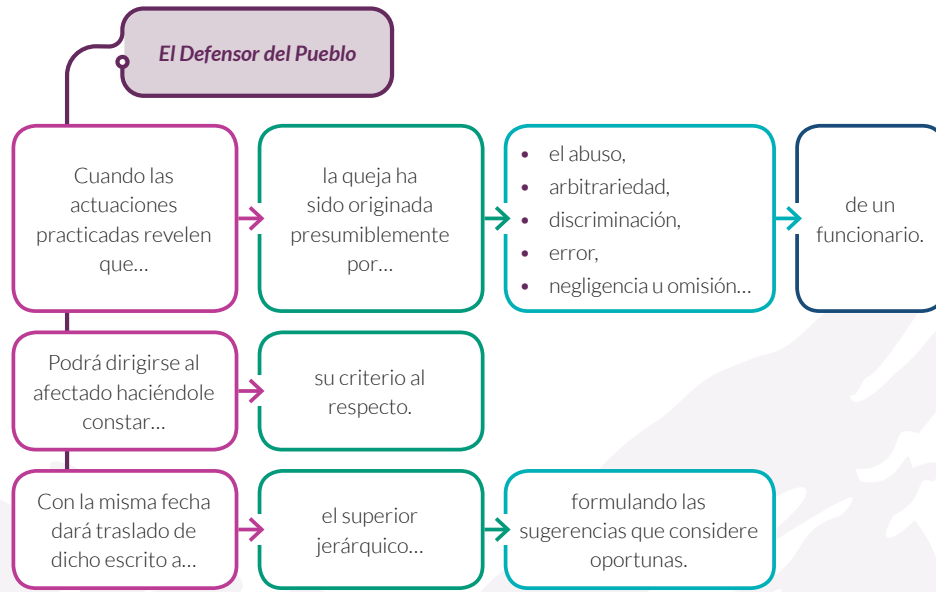 El Defensor del Pueblo
Cuando las
actuaciones
practicadas revelen
que…
la queja ha
sido originada
presumiblemente
por…
• el abuso,
• arbitrariedad,
• discriminación,
• error,
• negligencia u omisión…
de un
funcionario.
Podrá dirigirse al
afectado haciéndole
constar…
su criterio al
respecto.
Con la misma fecha
dará traslado de
dicho escrito a…
el superior
jerárquico…
formulando las
sugerencias que considere
oportunas.